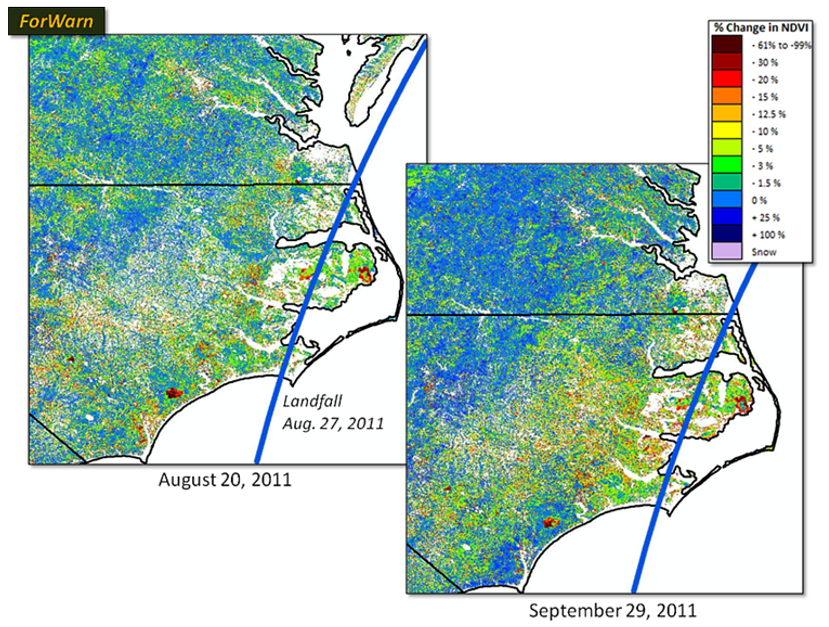 ForWarn
% Change in NDVI
- 61% to -99%
- 30 %
- 20 %
- 15 %
- 12.5 %
- 10 %
- 5 %
- 3 %
- 1.5 %
0 %
+ 25 %
+ 100 %
Snow
Landfall
Aug. 27, 2011
August 20, 2011
September 29, 2011